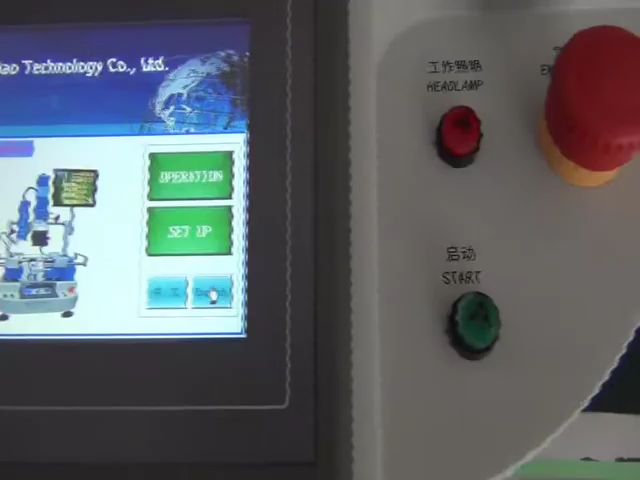 Technology Co., Ltd.
工作照明
HEADLAMP
OPERATION
SET UP
启动
START